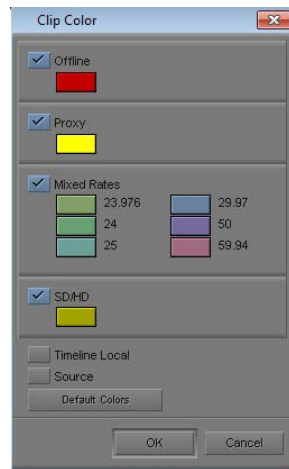 Clip Color
Offline
Proxy
Mixed Rates
23.976 29.97
24 50
25 59.94
SD/HD
Timeline Local
Source
Default Colors
OK Cancel